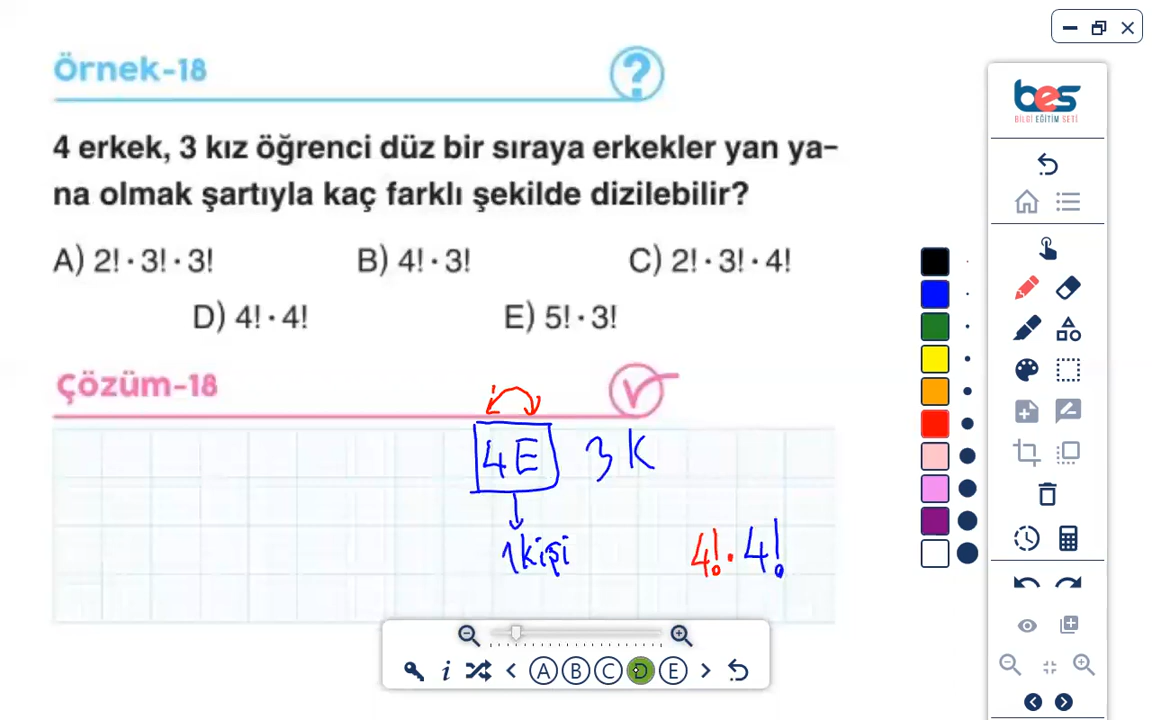 Örnek-18
?
4 erkek, 3 kız öğrenci düz bir sıraya erkekler yan ya-
na olmak şartıyla kaç farklı şekilde dizilebilir?
A) 2! · 3! · 3!
B) 4! · 3!
C) 2! · 3! · 4!
D) 4! · 4!
E) 5! · 3!
Çözüm-18
4E 3K
1 kişi
4! · 4!
A B C D E
bes
BİLGİ EĞİTİM SETİ